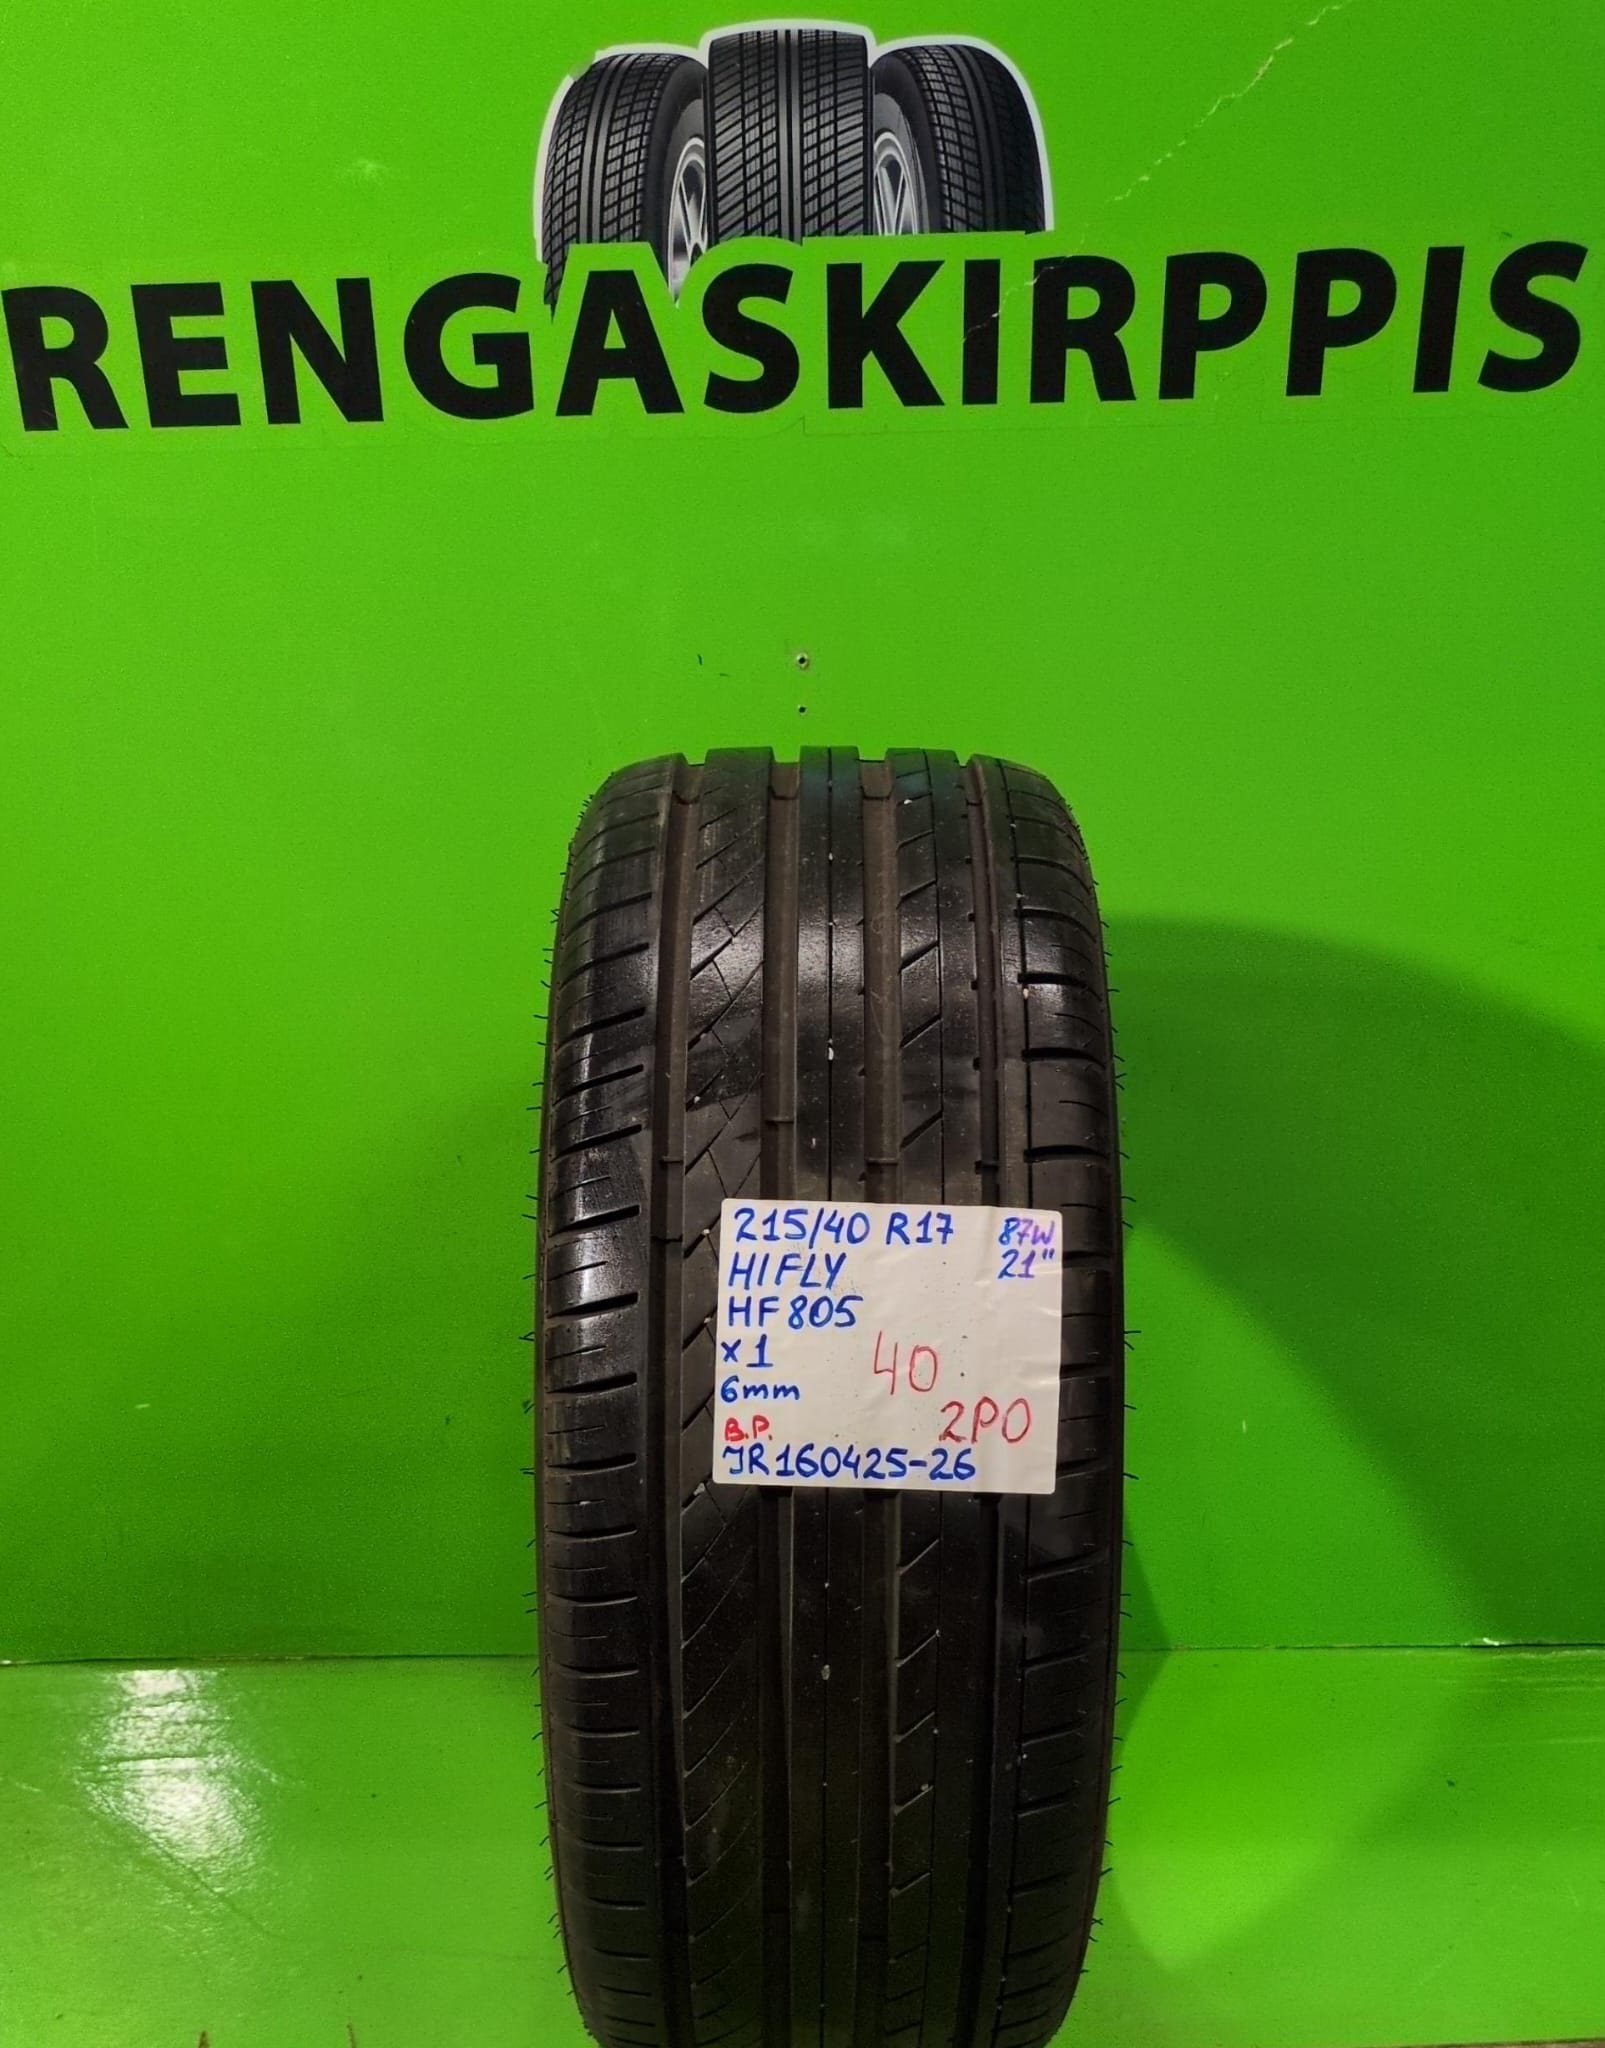 RENGASKIRPPIS
215/40 R17 87W
HIFLY 21"
HF805
x1 40
6mm
B.P. 2PO
JR160425-26